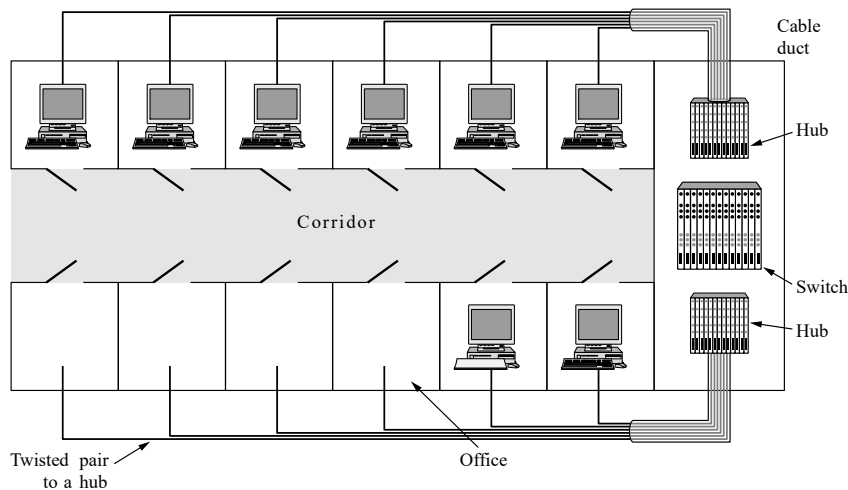 Cable
duct
Hub
Corridor
Switch
Hub
Twisted pair
to a hub
Office